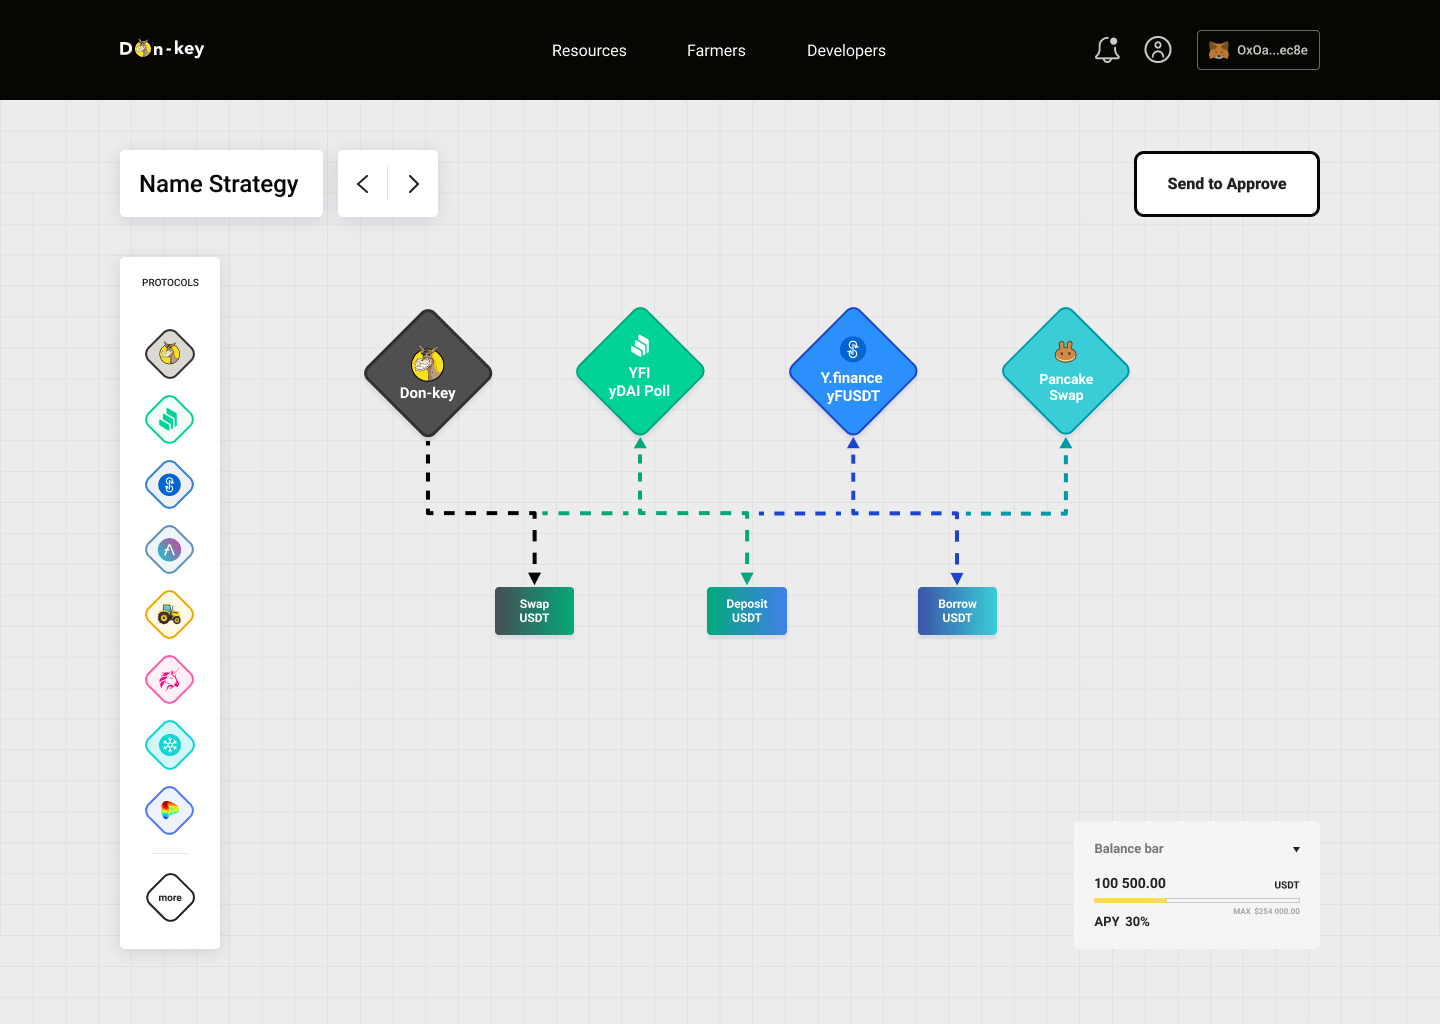 Don-key
Resources
Farmers
Developers
0x0a...ec8e
Name Strategy
Send to Approve
PROTOCOLS
more
Don-key
YFI
yDAI Poll
Y.finance
yFUSDT
Pancake
Swap
Swap
USDT
Deposit
USDT
Borrow
USDT
Balance bar
100 500.00
USDT
MAX $254 000.00
APY 30%